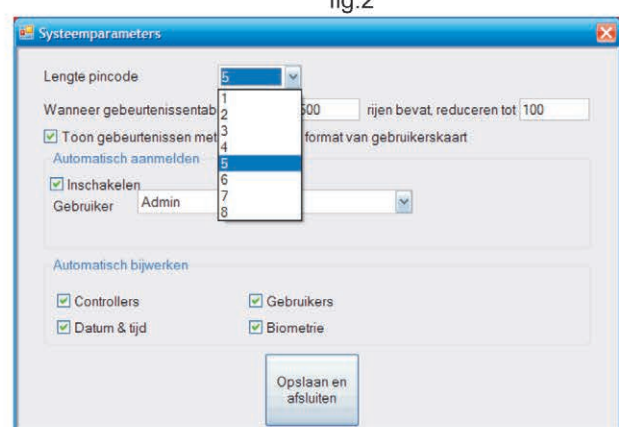 fig.2
Systeemparameters
Lengte pincode 5
1
Wanneer gebeurtenissentab 500 rijen bevat, reduceren tot 100
2
3
Toon gebeurtenissen met format van gebruikerskaart
4
Automatisch aanmelden
5
Inschakelen
6
Gebruiker Admin
7
8
Automatisch bijwerken
Controllers Gebruikers
Datum & tijd Biometrie
Opslaan en
afsluiten